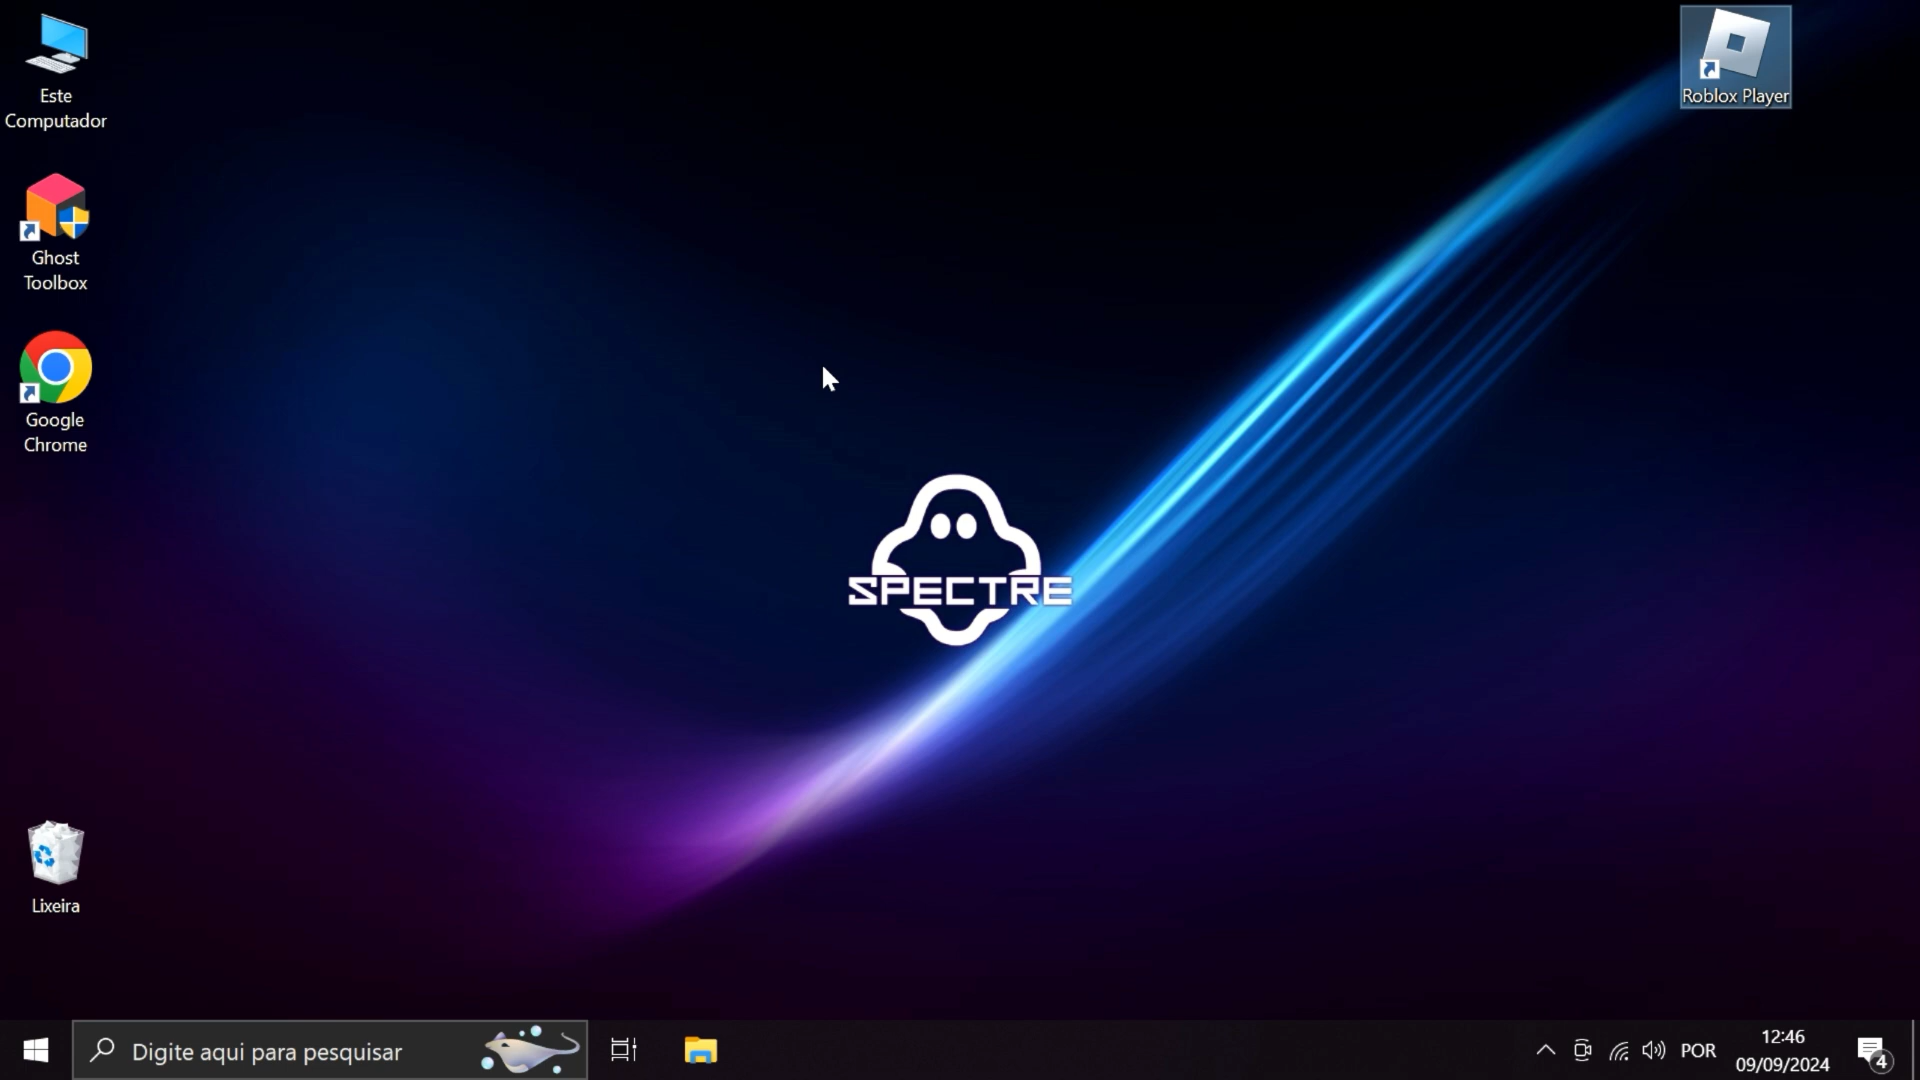 Este
Computador
Roblox Player
Ghost
Toolbox
Google
Chrome
SPECTRE
Lixeira
Digite aqui para pesquisar
POR
12:46
09/09/2024
4